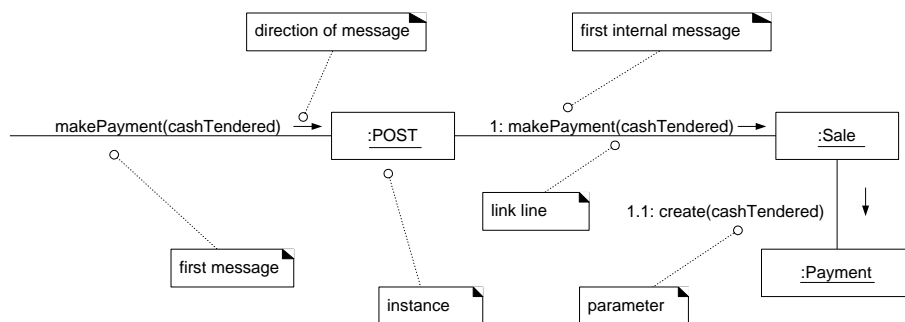 direction of message
first internal message
makePayment(cashTendered)
:POST
1: makePayment(cashTendered)
:Sale
link line
1.1: create(cashTendered)
first message
:Payment
instance
parameter